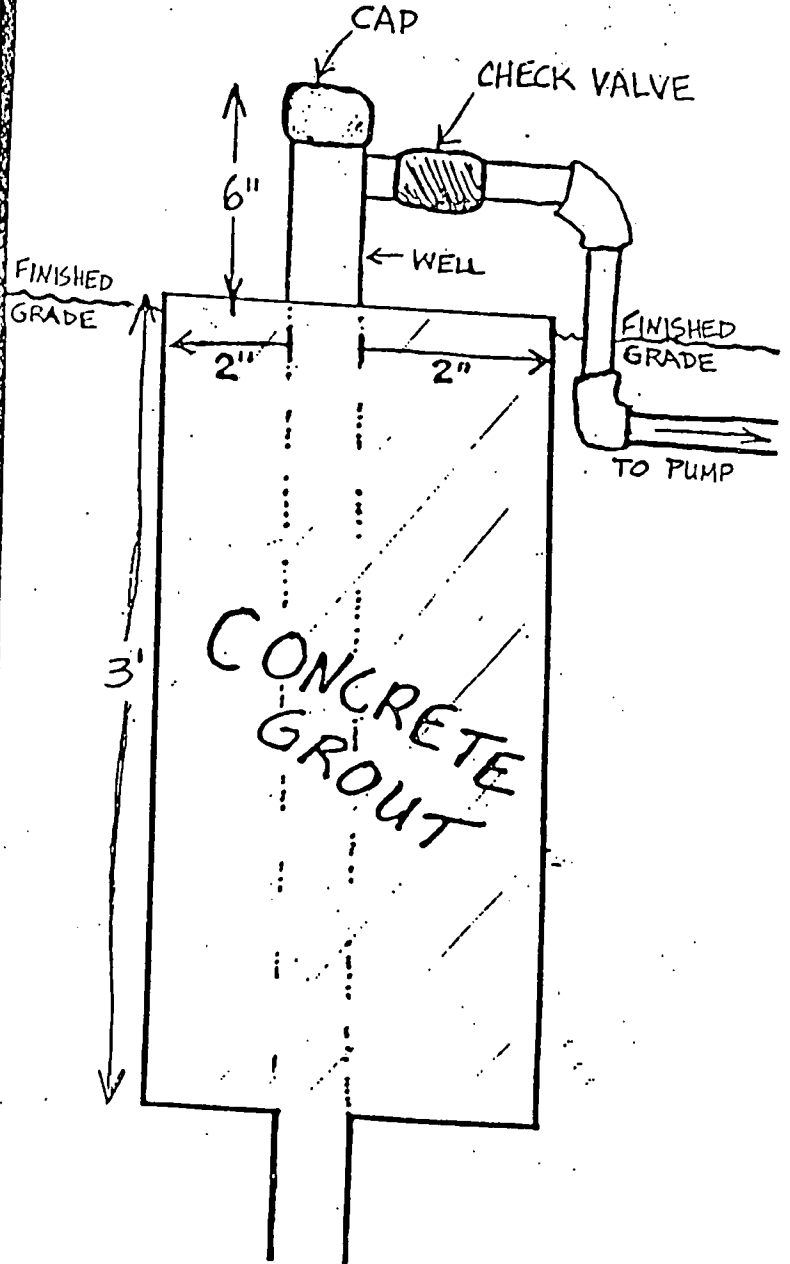 CAP
CHECK VALVE
6"
WELL
FINISHED
GRADE
FINISHED
GRADE
2"
2"
TO PUMP
3'
CONCRETE
GROUT